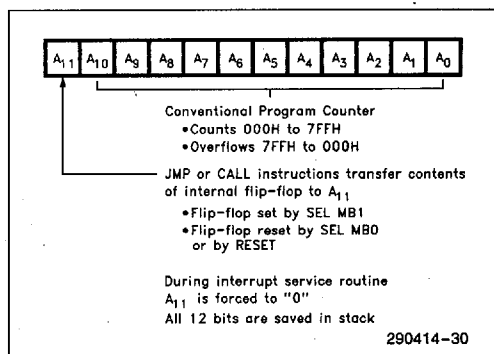 A11 A10 A9 A8 A7 A6 A5 A4 A3 A2 A1 A0
Conventional Program Counter
•Counts 000H to 7FFH
•Overflows 7FFH to 000H
JMP or CALL instructions transfer contents
of internal flip-flop to A11
•Flip-flop set by SEL MB1
•Flip-flop reset by SEL MB0
or by RESET
During interrupt service routine
A11 is forced to "0"
All 12 bits are saved in stack
290414-30